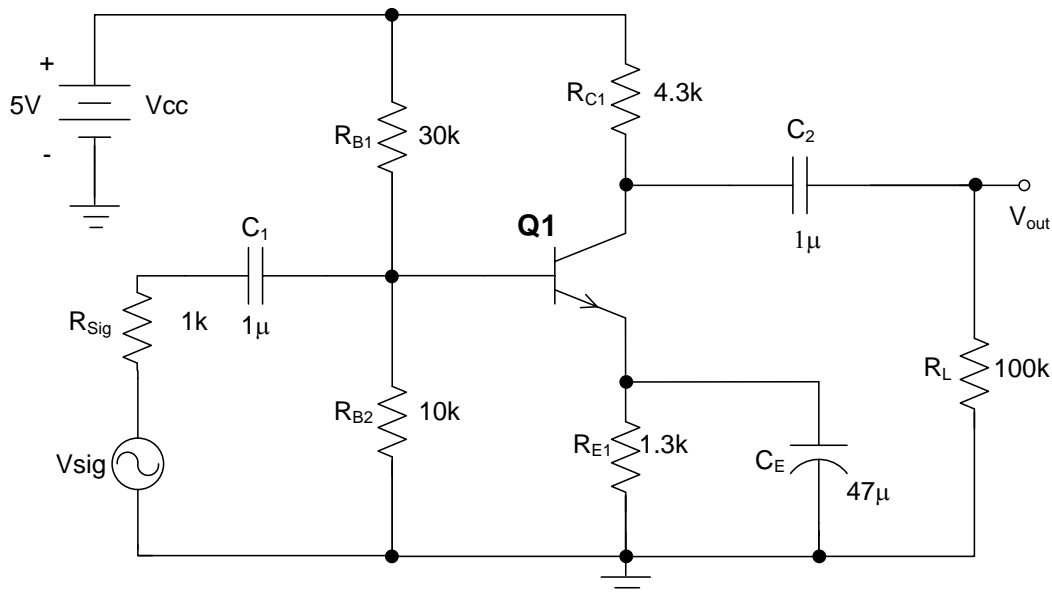 +
5V
Vcc
-
R_B1
30k
R_C1
4.3k
C_2
1μ
V_out
Q1
C_1
1μ
R_Sig
1k
R_B2
10k
R_E1
1.3k
C_E
47μ
R_L
100k
Vsig